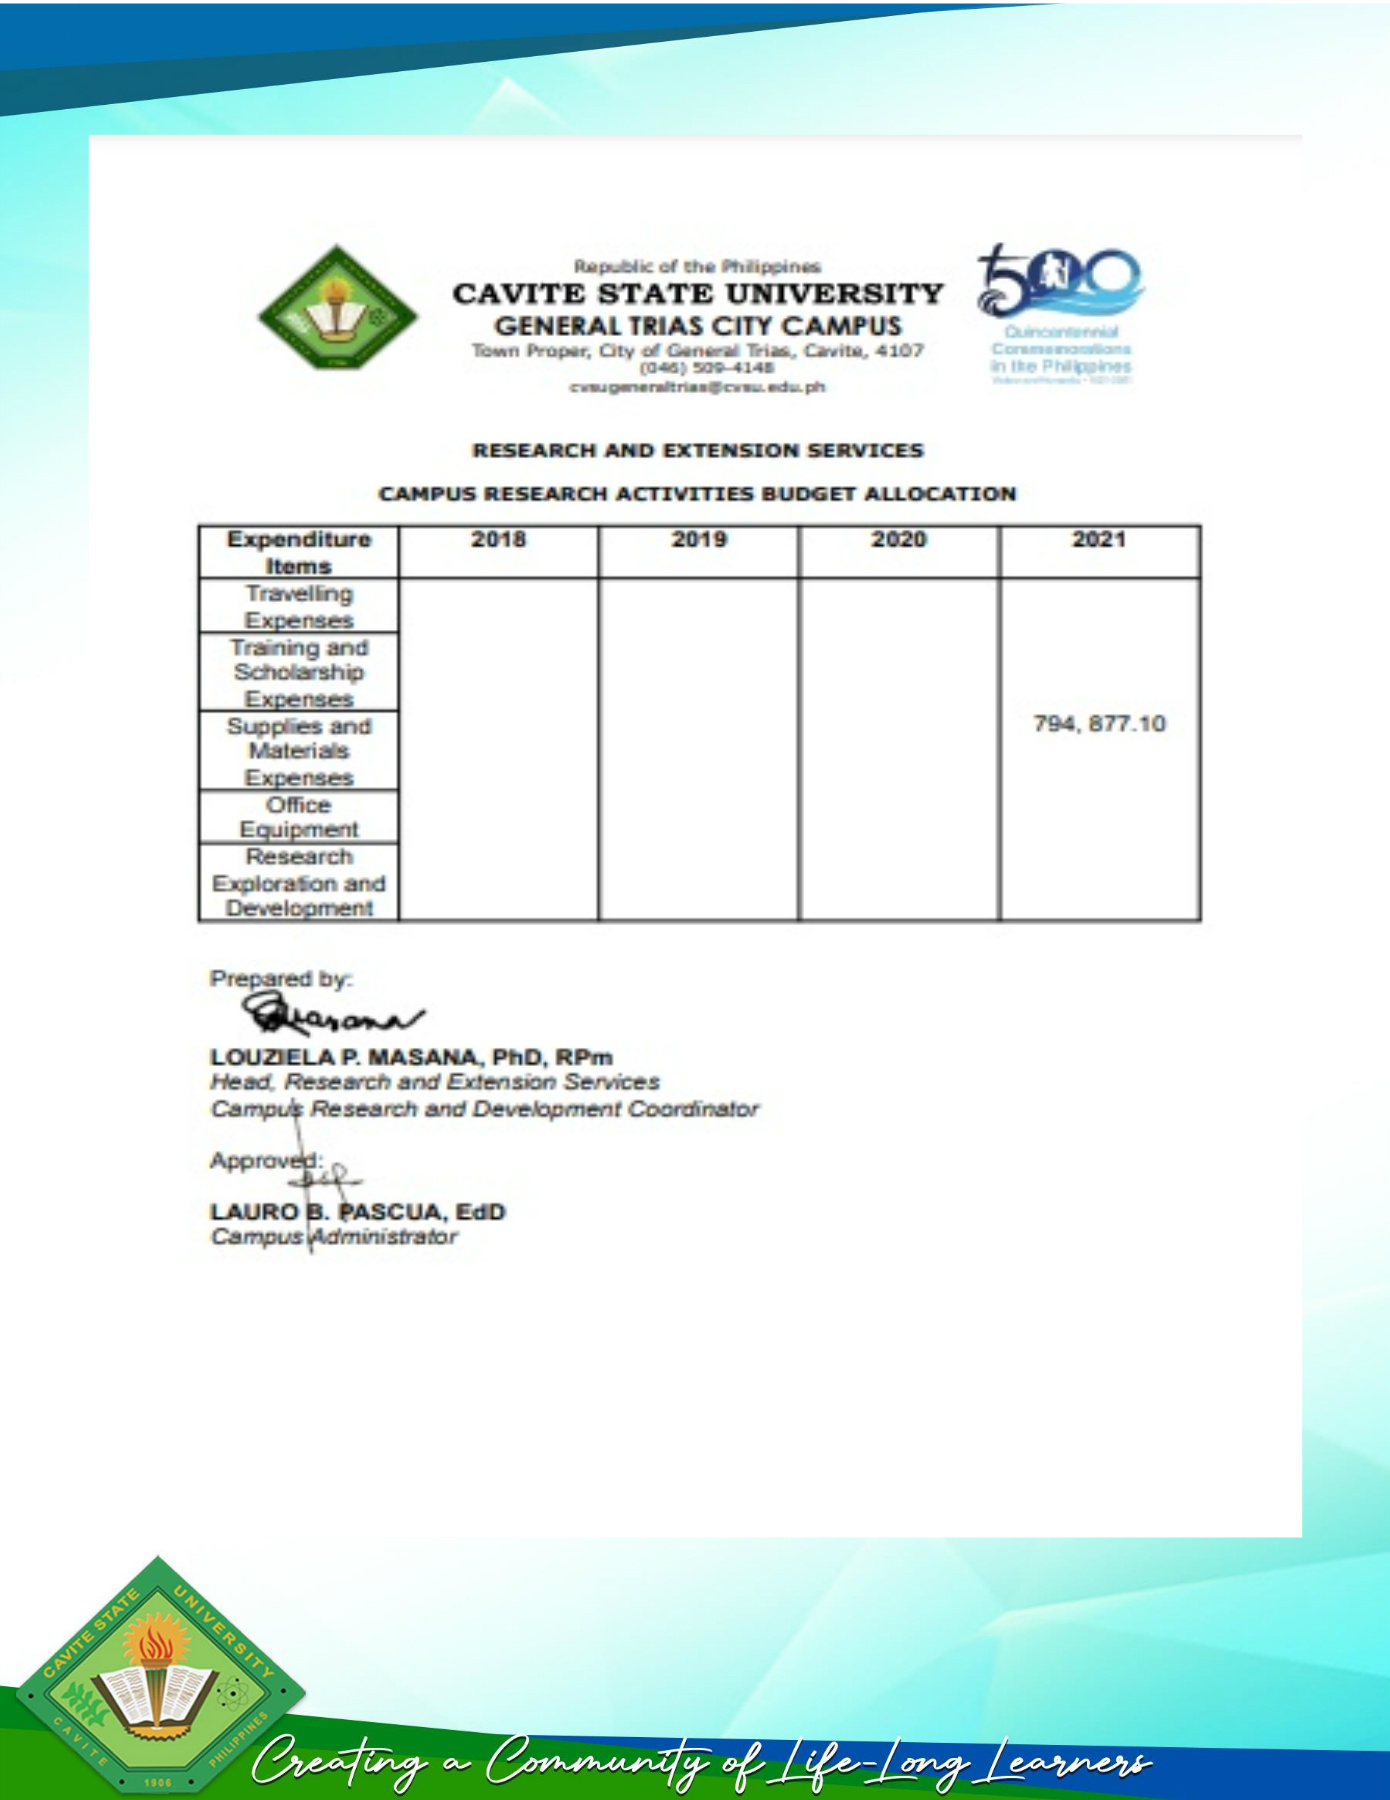 Republic of the Philippines
CAVITE STATE UNIVERSITY
GENERAL TRIAS CITY CAMPUS
Town Proper, City of General Trias, Cavite, 4107
(046) 509-4148
cvsugeneraltrias@cvsu.edu.ph
500
Quincentennial
Commemorations
in the Philippines
RESEARCH AND EXTENSION SERVICES
CAMPUS RESEARCH ACTIVITIES BUDGET ALLOCATION
Expenditure Items 2018 2019 2020 2021
Travelling
Expenses
Training and
Scholarship
Expenses
Supplies and
Materials
Expenses
794, 877.10
Office
Equipment
Research
Exploration and
Development
Prepared by:
LOUZIELA P. MASANA, PhD, RPm
Head, Research and Extension Services
Campus Research and Development Coordinator
Approved:
LAURO B. PASCUA, EdD
Campus Administrator
CAVITE STATE UNIVERSITY
CAVITE PHILIPPINES
1906
Creating a Community of Life-Long Learners